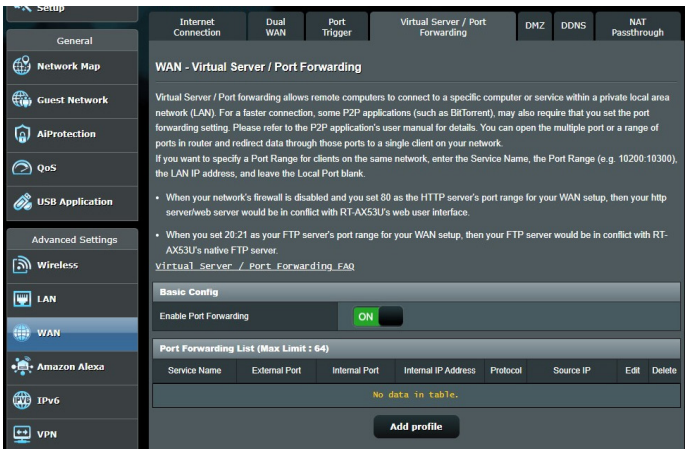 Setup
Internet Connection
Dual WAN
Port Trigger
Virtual Server / Port Forwarding
DMZ
DDNS
NAT Passthrough
General
Network Map
Guest Network
AiProtection
QoS
USB Application
Advanced Settings
Wireless
LAN
WAN
Amazon Alexa
IPv6
VPN
WAN - Virtual Server / Port Forwarding
Virtual Server / Port forwarding allows remote computers to connect to a specific computer or service within a private local area
network (LAN). For a faster connection, some P2P applications (such as BitTorrent), may also require that you set the port
forwarding setting. Please refer to the P2P application's user manual for details. You can open the multiple port or a range of
ports in router and redirect data through those ports to a single client on your network.
If you want to specify a Port Range for clients on the same network, enter the Service Name, the Port Range (e.g. 10200:10300),
the LAN IP address, and leave the Local Port blank.
• When your network's firewall is disabled and you set 80 as the HTTP server's port range for your WAN setup, then your http
server/web server would be in conflict with RT-AX53U's web user interface.
• When you set 20:21 as your FTP server's port range for your WAN setup, then your FTP server would be in conflict with RT-
AX53U's native FTP server.
Virtual Server / Port Forwarding FAQ
Basic Config
Enable Port Forwarding ON
Port Forwarding List (Max Limit : 64)
Service Name External Port Internal Port Internal IP Address Protocol Source IP Edit Delete
No data in table.
Add profile